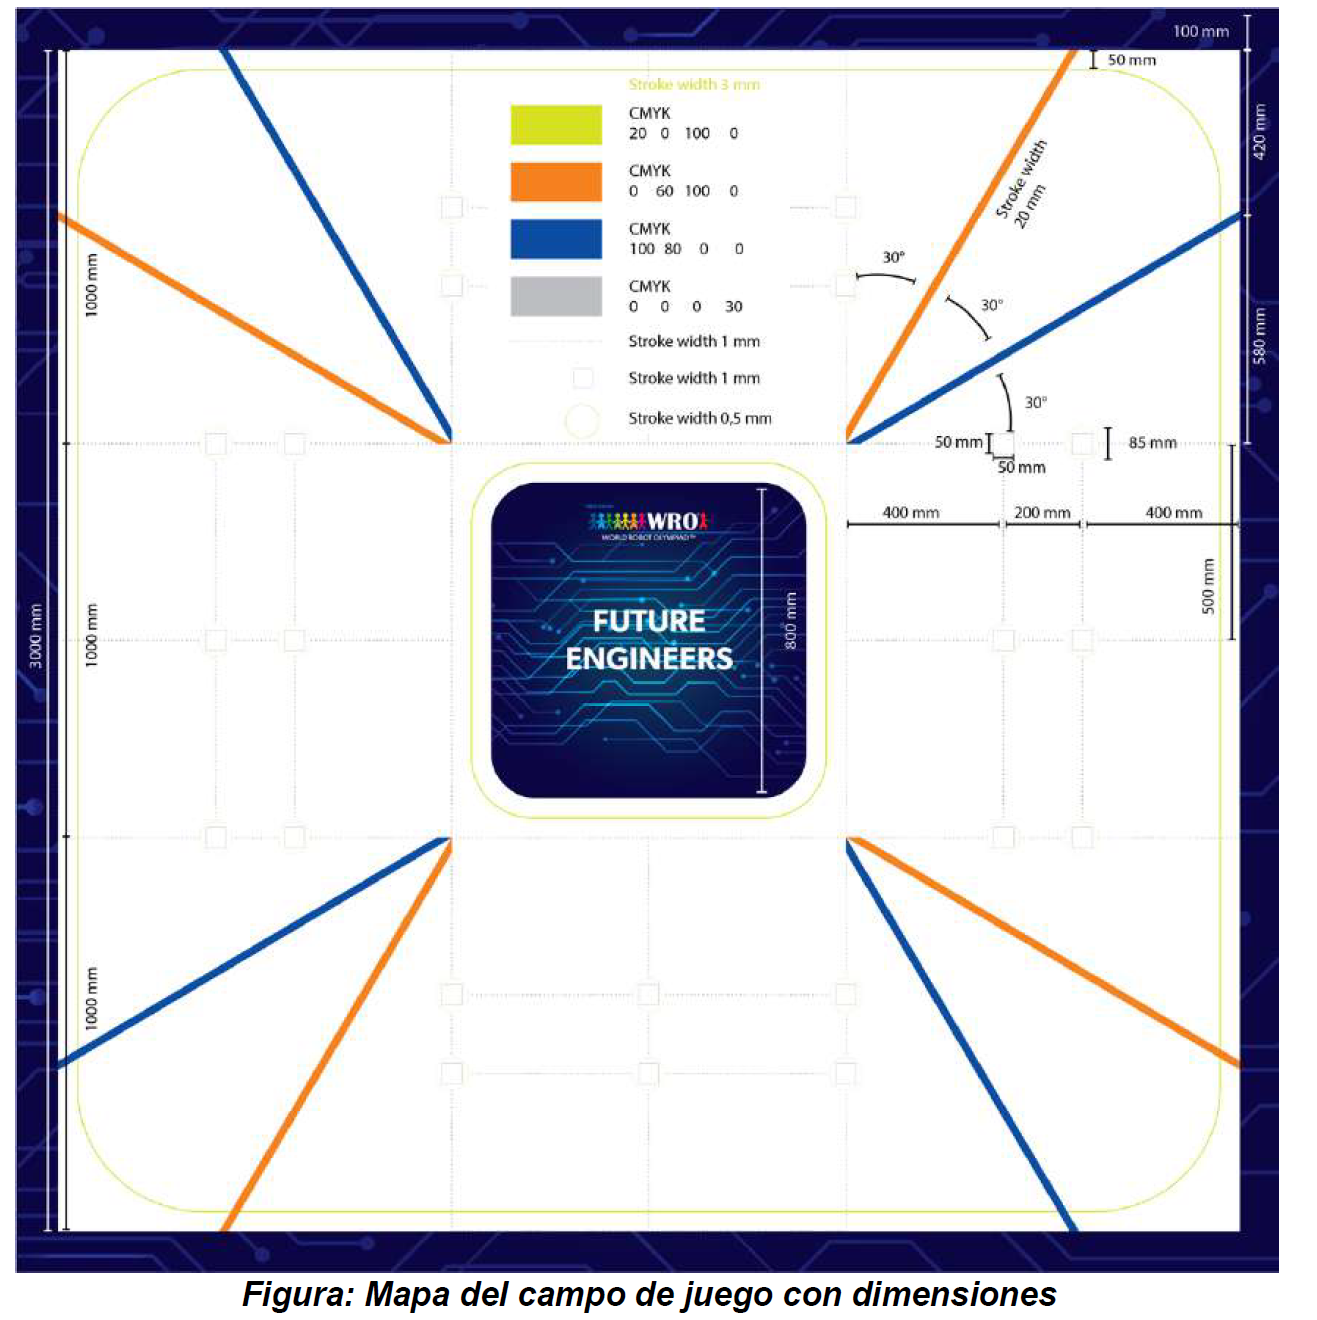 100 mm
50 mm
Stroke width 3 mm
CMYK
20 0 100 0
CMYK
0 60 100 0
CMYK
100 80 0 0
CMYK
0 0 0 30
Stroke width 1 mm
Stroke width 1 mm
Stroke width 0,5 mm
Stroke width
20 mm
420 mm
580 mm
30°
30°
30°
1000 mm
50 mm
50 mm
85 mm
400 mm
200 mm
400 mm
500 mm
WRO
WORLD ROBOT OLYMPIAD™
FUTURE
ENGINEERS
800 mm
3000 mm
1000 mm
1000 mm
Figura: Mapa del campo de juego con dimensiones